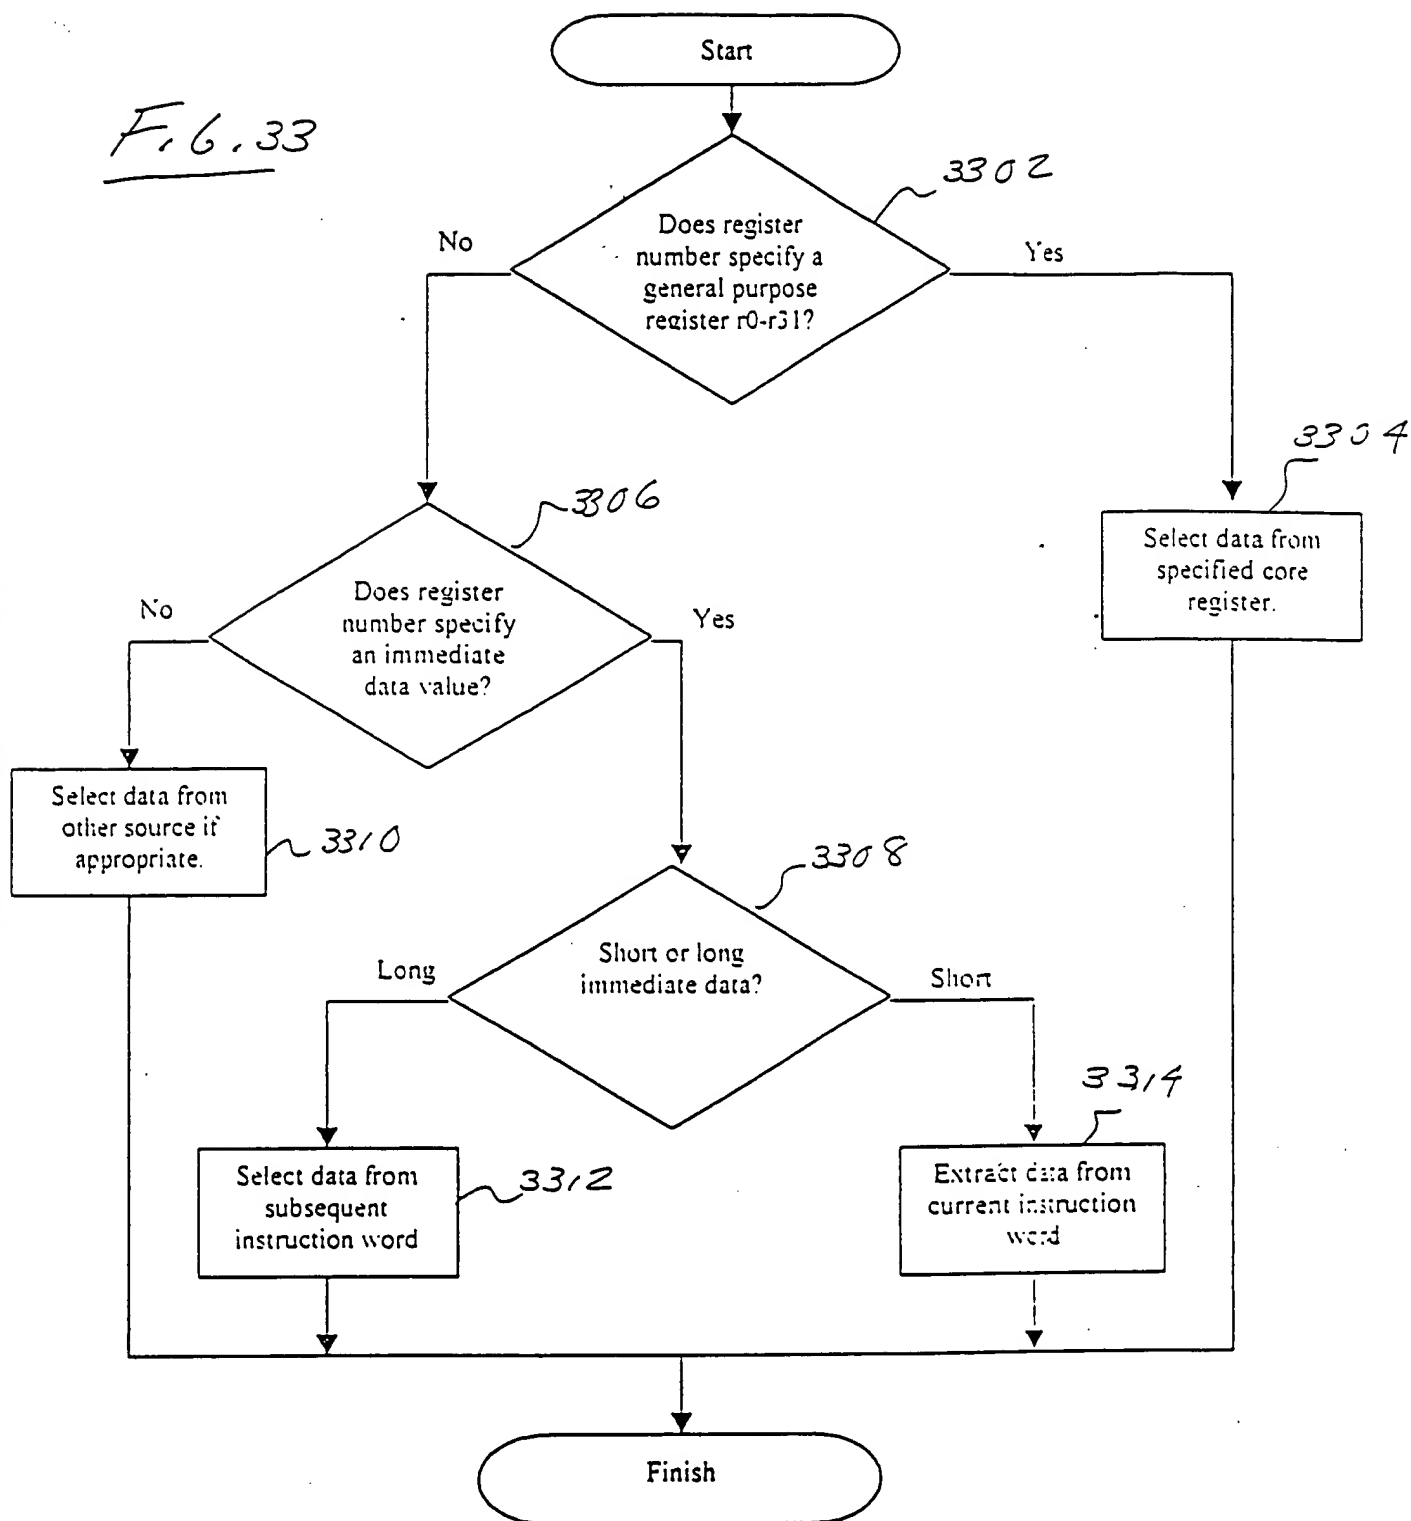 Start
F.6.33
3302
Does register
number specify a
general purpose
register r0-r31?
No
Yes
3304
Select data from
specified core
register.
3306
Does register
number specify
an immediate
data value?
No
Yes
Select data from
other source if
appropriate.
3310
3308
Short or long
immediate data?
Long
Short
3314
Select data from
subsequent
instruction word
3312
Extract data from
current instruction
word
Finish